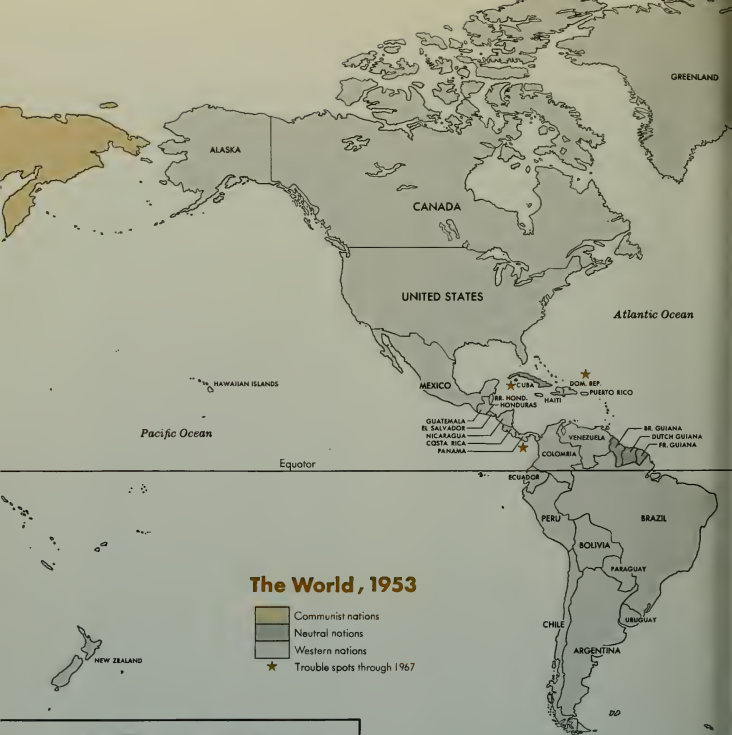 GREENLAND
ALASKA
CANADA
UNITED STATES
Atlantic Ocean
HAWAIIAN ISLANDS
MEXICO
CUBA
DOM. REP.
PUERTO RICO
HAITI
BR. HOND.
HONDURAS
GUATEMALA
EL SALVADOR
NICARAGUA
COSTA RICA
PANAMA
Pacific Ocean
VENEZUELA
BR. GUIANA
DUTCH GUIANA
FR. GUIANA
COLOMBIA
Equator
ECUADOR
PERU
BRAZIL
BOLIVIA
PARAGUAY
The World, 1953
Communist nations
Neutral nations
Western nations
Trouble spots through 1967
CHILE
URUGUAY
ARGENTINA
NEW ZEALAND
DD